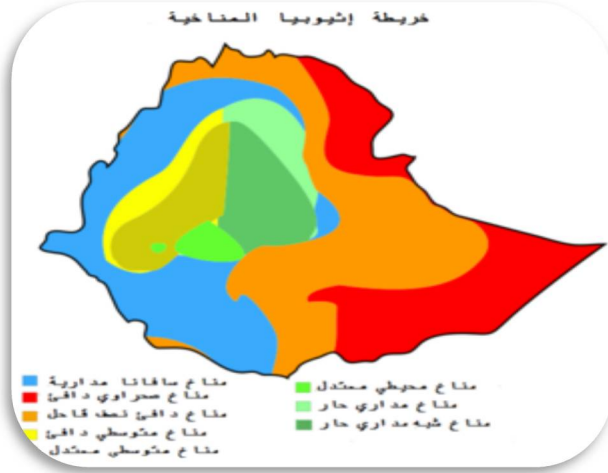 خريطة إثيوبيا المناخية
مناخ سافانا مدارية
مناخ صحراوي دافئ
مناخ دافئ نصف قاحل
مناخ متوسطي دافئ
مناخ متوسطي معتدل
مناخ محيطي معتدل
مناخ مداري حار
مناخ شبه مداري حار